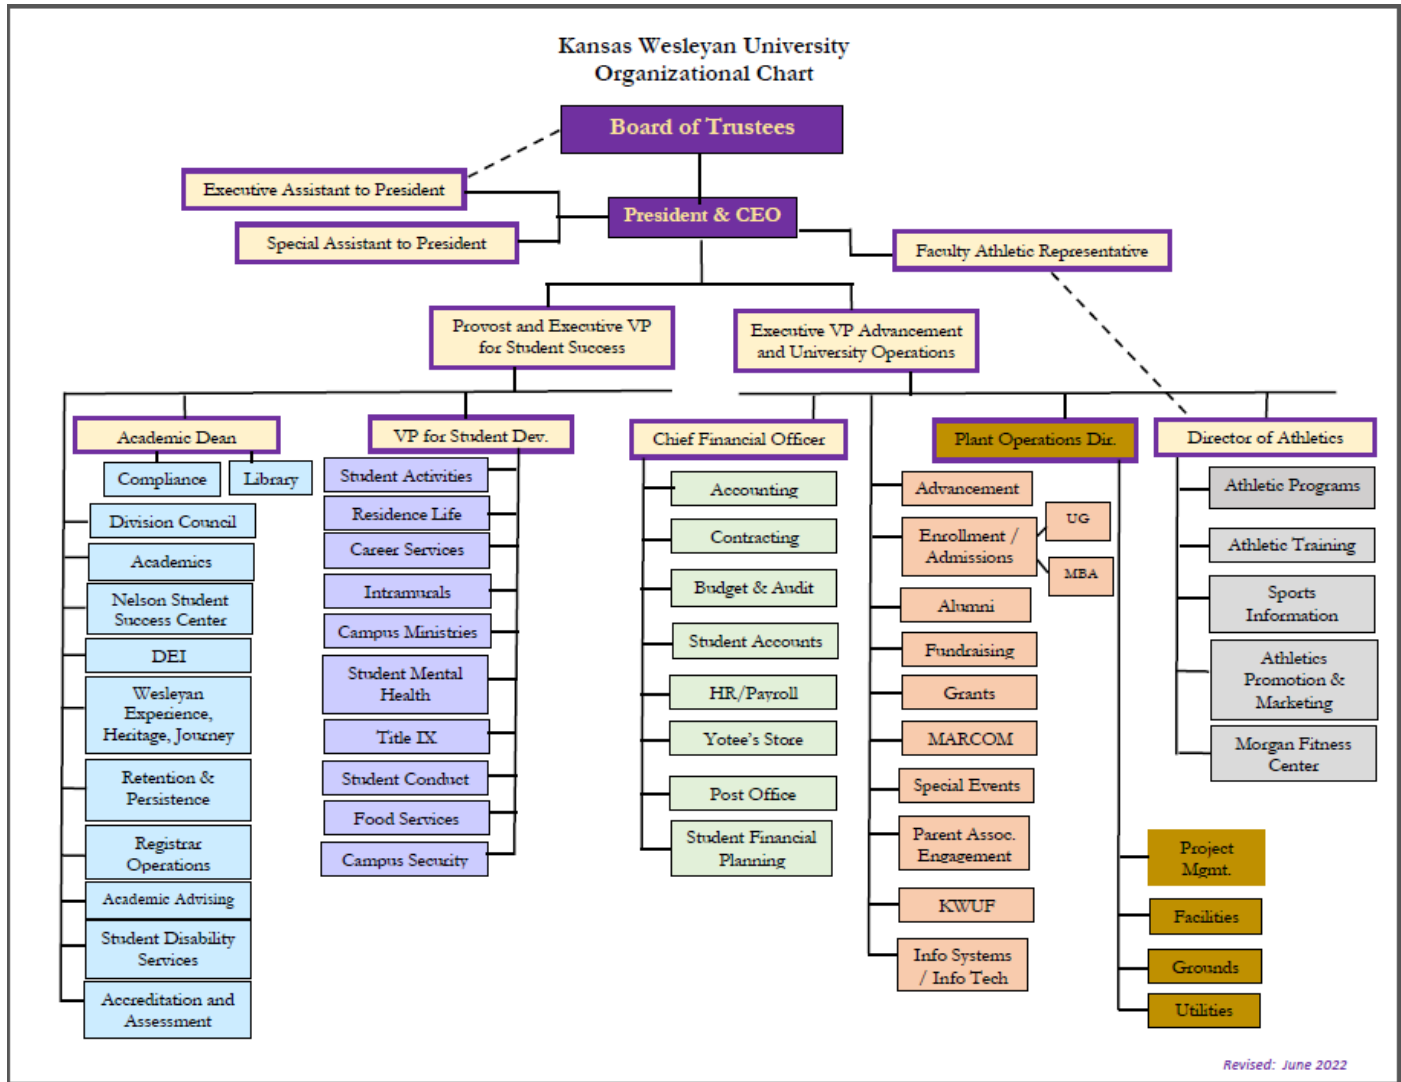 Kansas Wesleyan University
Organizational Chart
Board of Trustees
Executive Assistant to President
President & CEO
Special Assistant to President
Faculty Athletic Representative
Provost and Executive VP
for Student Success
Executive VP Advancement
and University Operations
Academic Dean
Compliance
Library
Division Council
Academics
Nelson Student
Success Center
DEI
Wesleyan
Experience,
Heritage, Journey
Retention &
Persistence
Registrar
Operations
Academic Advising
Student Disability
Services
Accreditation and
Assessment
VP for Student Dev.
Student Activities
Residence Life
Career Services
Intramurals
Campus Ministries
Student Mental
Health
Title IX
Student Conduct
Food Services
Campus Security
Chief Financial Officer
Accounting
Contracting
Budget & Audit
Student Accounts
HR/Payroll
Yotee's Store
Post Office
Student Financial
Planning
Advancement
Enrollment /
Admissions
UG
MBA
Alumni
Fundraising
Grants
MARCOM
Special Events
Parent Assoc.
Engagement
KWUF
Info Systems
/ Info Tech
Plant Operations Dir.
Project
Mgmt.
Facilities
Grounds
Utilities
Director of Athletics
Athletic Programs
Athletic Training
Sports
Information
Athletics
Promotion &
Marketing
Morgan Fitness
Center
Revised: June 2022